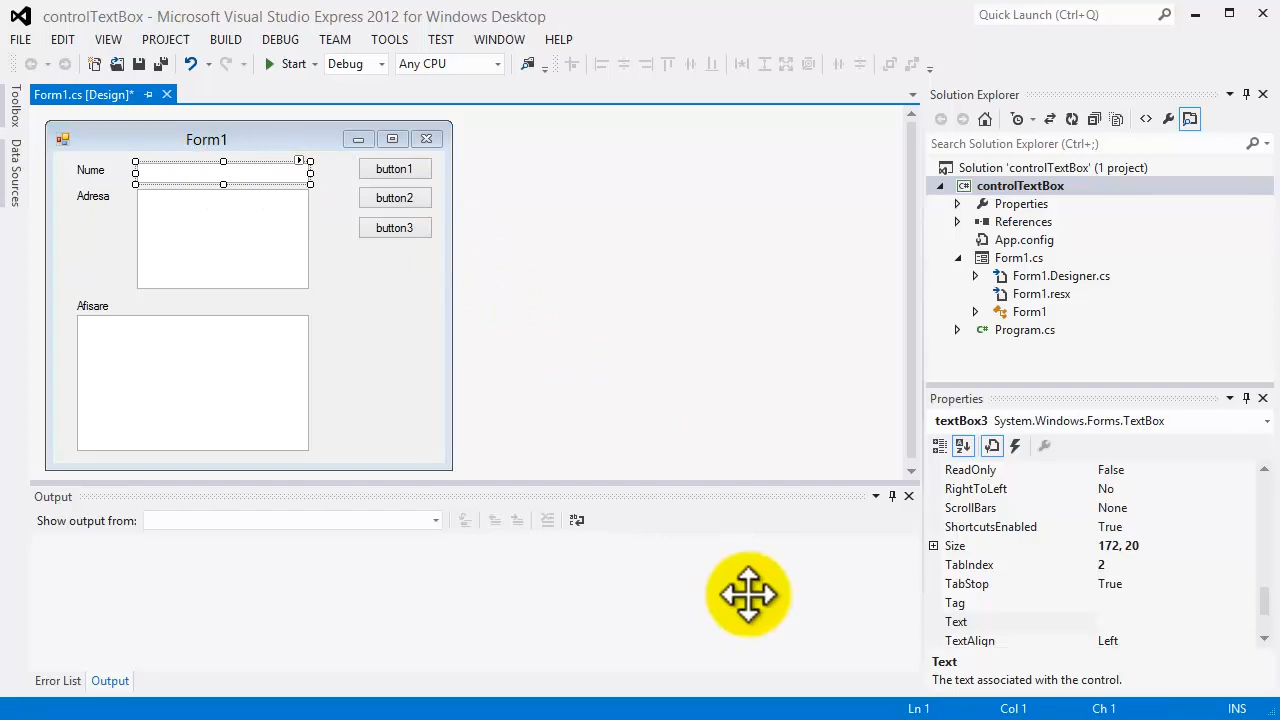 controlTextBox - Microsoft Visual Studio Express 2012 for Windows Desktop
Quick Launch (Ctrl+Q)
FILE EDIT VIEW PROJECT BUILD DEBUG TEAM TOOLS TEST WINDOW HELP
Start Debug Any CPU
Toolbox
Data Sources
Form1.cs [Design]*
Form1
Nume
Adresa
button1
button2
button3
Afisare
Output
Show output from:
Error List Output
Solution Explorer
Search Solution Explorer (Ctrl+;)
Solution 'controlTextBox' (1 project)
C# controlTextBox
Properties
References
App.config
Form1.cs
Form1.Designer.cs
Form1.resx
Form1
C# Program.cs
Properties
textBox3 System.Windows.Forms.TextBox
ReadOnly False
RightToLeft No
ScrollBars None
ShortcutsEnabled True
Size 172, 20
TabIndex 2
TabStop True
Tag
Text
TextAlign Left
Text
The text associated with the control.
Ln 1 Col 1 Ch 1 INS